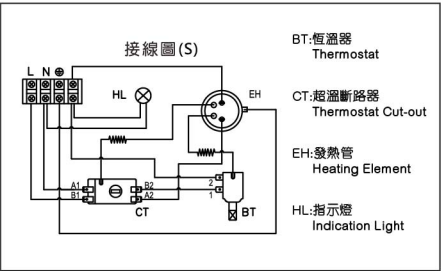 接線圖(S)
L N
HL
EH
A1
B1
B2
A2
CT
2
1
BT
BT:恆溫器
Thermostat
CT:超溫斷路器
Thermostat Cut-out
EH:發熱管
Heating Element
HL:指示燈
Indication Light